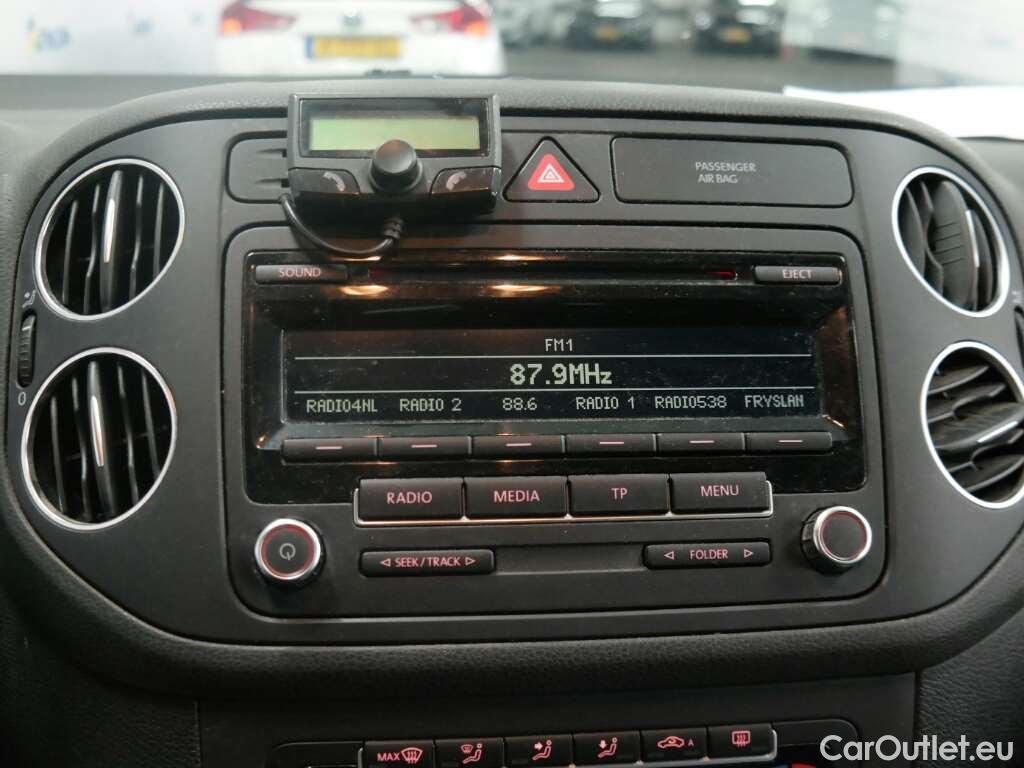 PASSENGER
AIR BAG
SOUND
EJECT
FM1
87.9MHz
RADIO4NL RADIO 2 88.6 RADIO 1 RADIO538 FRYSLAN
RADIO MEDIA TP MENU
◁ SEEK / TRACK ▷
◁ FOLDER ▷
0
MAX
A
CarOutlet.eu